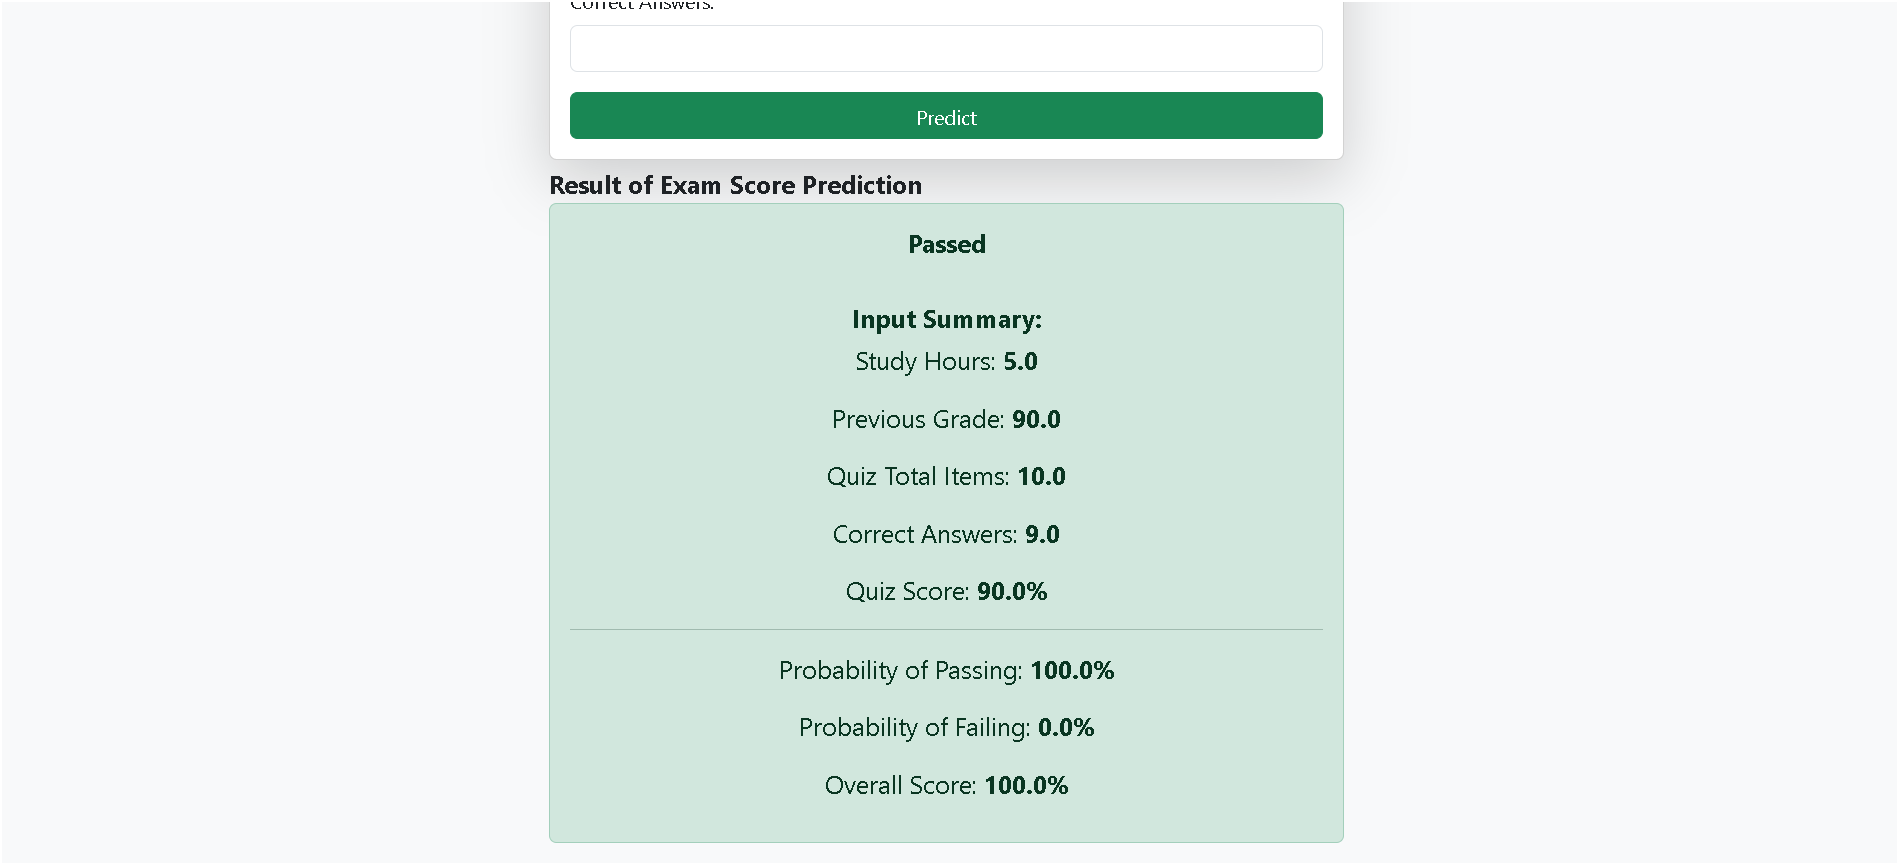 Correct Answers:
Predict
Result of Exam Score Prediction
Passed
Input Summary:
Study Hours: 5.0
Previous Grade: 90.0
Quiz Total Items: 10.0
Correct Answers: 9.0
Quiz Score: 90.0%
Probability of Passing: 100.0%
Probability of Failing: 0.0%
Overall Score: 100.0%